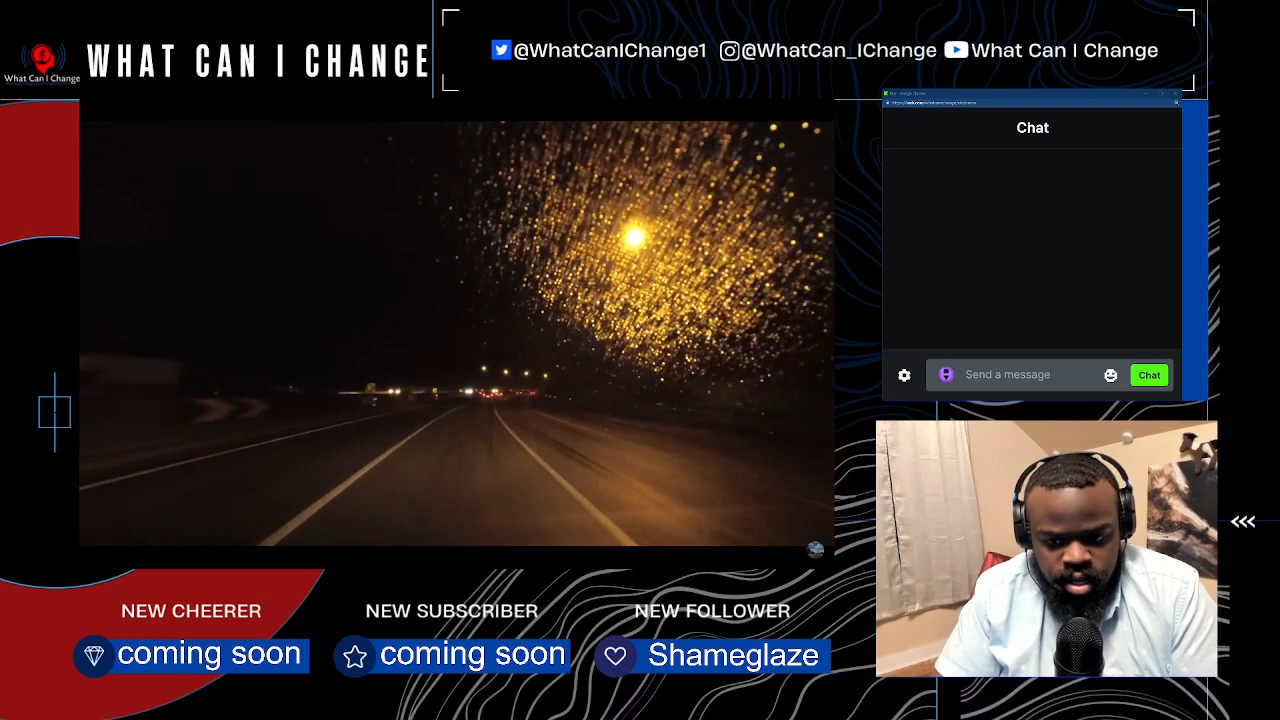 What Can I Change
WHAT CAN I CHANGE
@WhatCanIChange1
@WhatCan_IChange
What Can I Change
Chat
Send a message
Chat
NEW CHEERER
NEW SUBSCRIBER
NEW FOLLOWER
coming soon
coming soon
Shameglaze